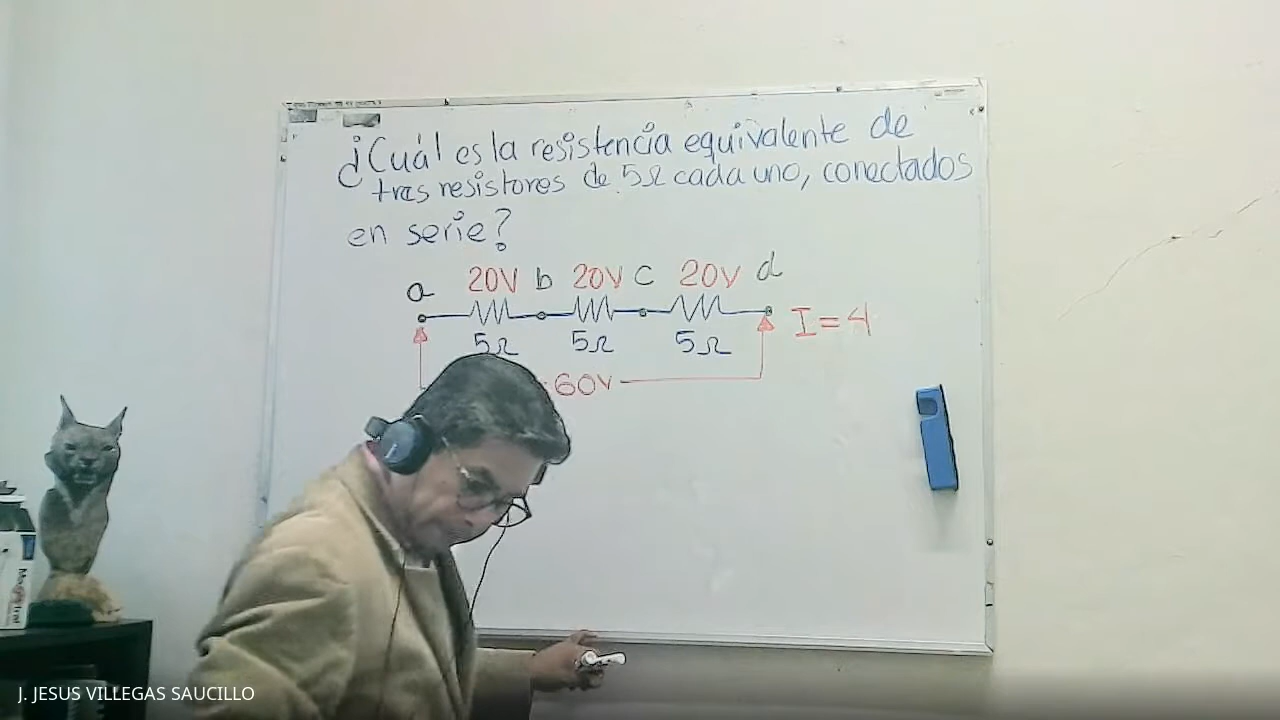 ¿Cuál es la resistencia equivalente de
tres resistores de 5Ω cada uno, conectados
en serie?
a 20V b 20V c 20V d
I=4
5Ω 5Ω 5Ω
60V
J. JESUS VILLEGAS SAUCILLO